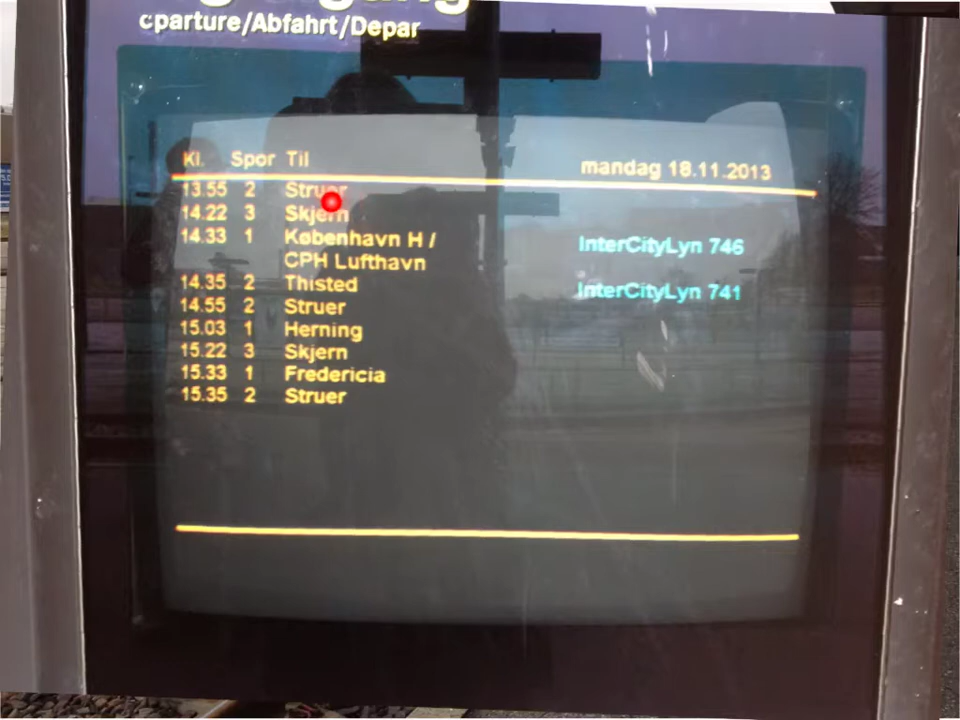 parture/Abfahrt/Depar
Kl. Spor Til mandag 18.11.2013
13.55 2 Struer
14.22 3 Skjern
14.33 1 København H / InterCityLyn 746
CPH Lufthavn
14.35 2 Thisted InterCityLyn 741
14.55 2 Struer
15.03 1 Herning
15.22 3 Skjern
15.33 1 Fredericia
15.35 2 Struer